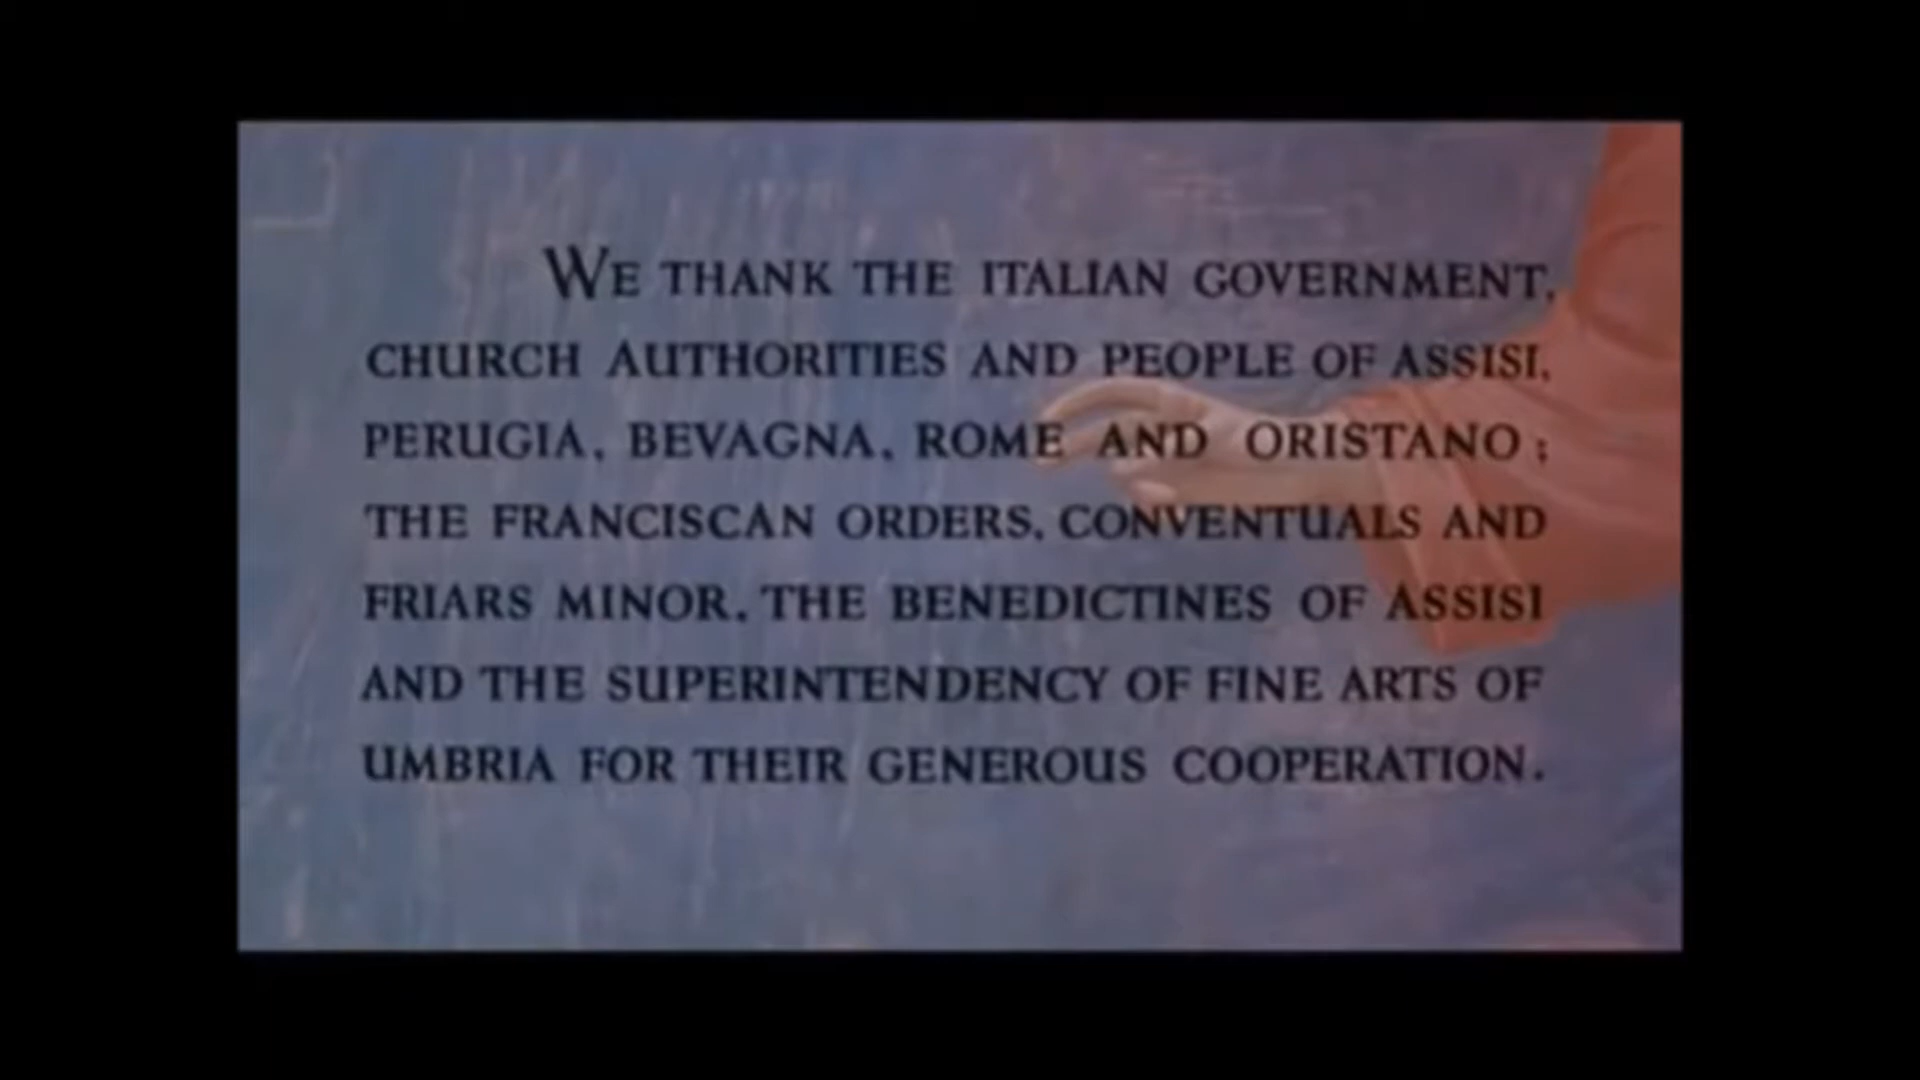 WE THANK THE ITALIAN GOVERNMENT,
CHURCH AUTHORITIES AND PEOPLE OF ASSISI,
PERUGIA, BEVAGNA, ROME AND ORISTANO;
THE FRANCISCAN ORDERS, CONVENTUALS AND
FRIARS MINOR, THE BENEDICTINES OF ASSISI
AND THE SUPERINTENDENCY OF FINE ARTS OF
UMBRIA FOR THEIR GENEROUS COOPERATION.